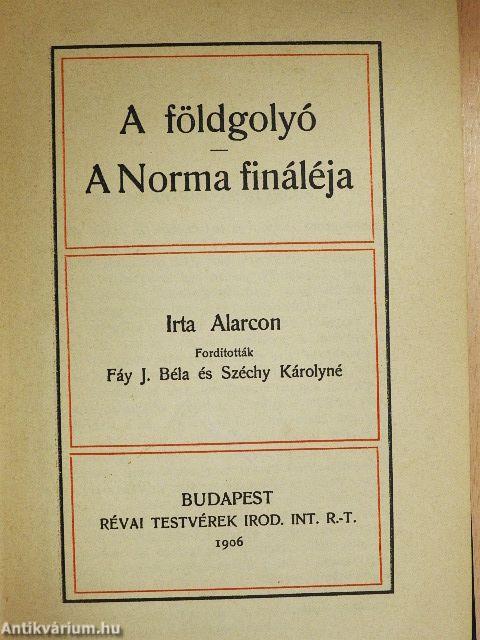 A földgolyó
A Norma fináléja
Irta Alarcon
Forditották
Fáy J. Béla és Széchy Károlyné
BUDAPEST
RÉVAI TESTVÉREK IROD. INT. R.-T.
1906
Antikvárium.hu